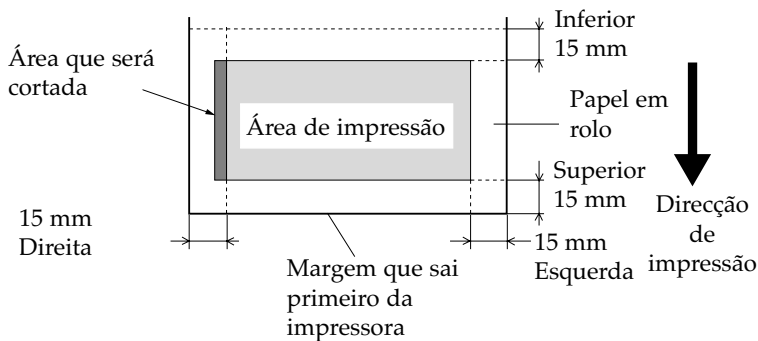 Inferior
15 mm
Área que será
cortada
Área de impressão
Papel em
rolo
Superior
15 mm
Direcção
de
impressão
15 mm
Direita
15 mm
Esquerda
Margem que sai
primeiro da
impressora